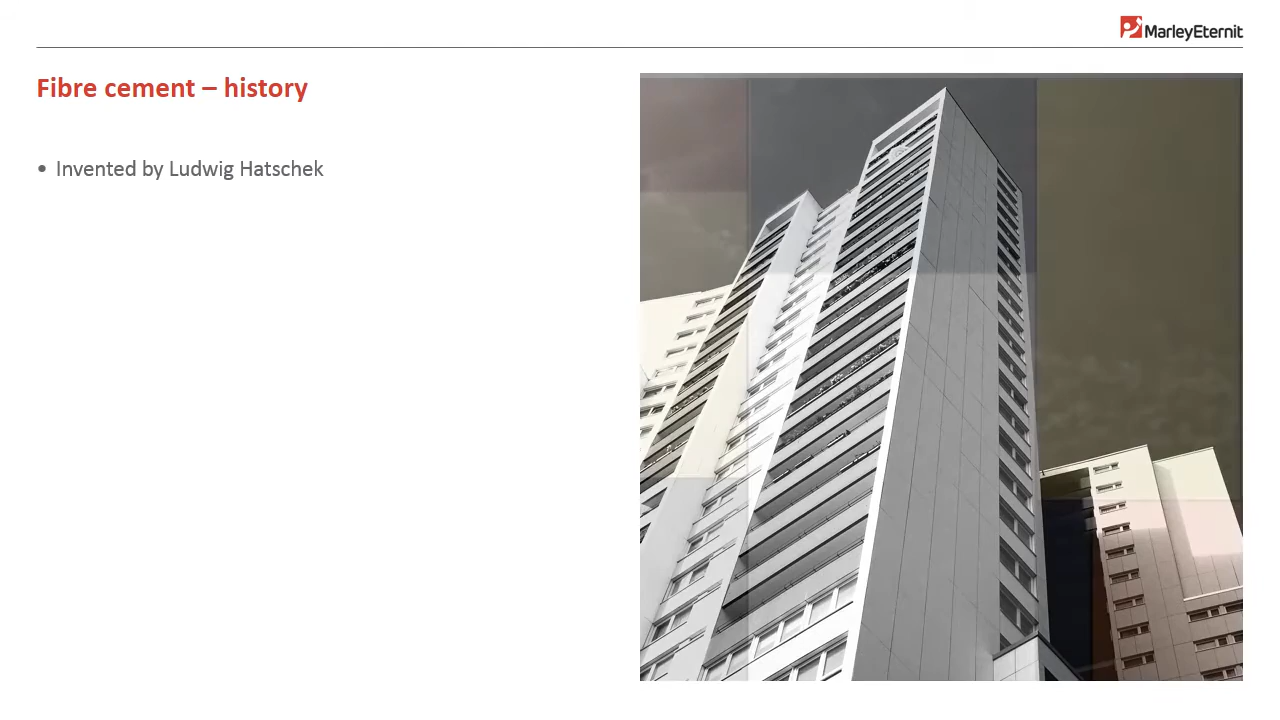 MarleyEternit
Fibre cement – history
• Invented by Ludwig Hatschek